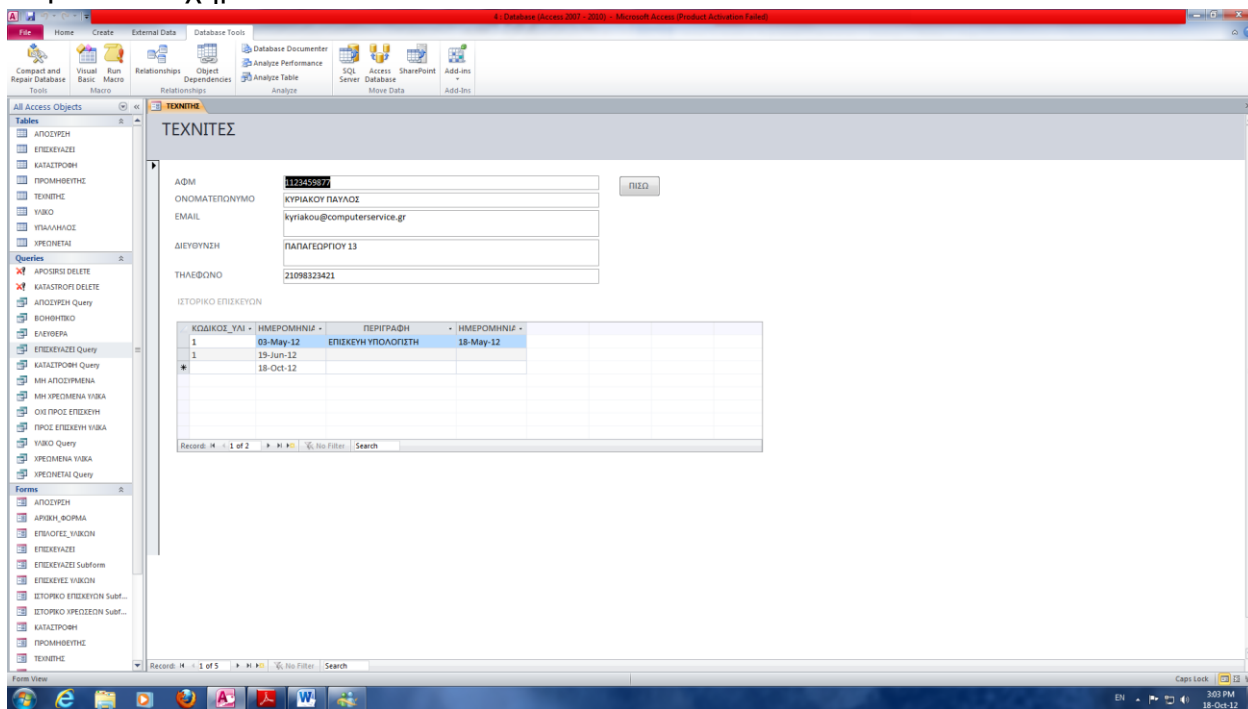 4 : Database (Access 2007 - 2010) - Microsoft Access (Product Activation Failed)
File Home Create External Data Database Tools
Compact and Repair Database
Visual Basic
Run Macro
Relationships
Object Dependencies
Database Documenter
Analyze Performance
Analyze Table
SQL Server
Access Database
SharePoint
Add-ins
Tools Macro Relationships Analyze Move Data Add-Ins
All Access Objects
Tables
ΑΠΟΣΥΡΣΗ
ΕΠΙΣΚΕΥΑΖΕΙ
ΚΑΤΑΣΤΡΟΦΗ
ΠΡΟΜΗΘΕΥΤΗΣ
ΤΕΧΝΙΤΗΣ
ΥΛΙΚΟ
ΥΠΑΛΛΗΛΟΣ
ΧΡΕΩΝΕΤΑΙ
Queries
APOSIRSI DELETE
KATASTROFI DELETE
ΑΠΟΣΥΡΣΗ Query
ΒΟΗΘΗΤΙΚΟ
ΕΛΕΥΘΕΡΑ
ΕΠΙΣΚΕΥΑΖΕΙ Query
ΚΑΤΑΣΤΡΟΦΗ Query
ΜΗ ΑΠΟΣΥΡΜΕΝΑ
ΜΗ ΧΡΕΩΜΕΝΑ ΥΛΙΚΑ
ΟΧΙ ΠΡΟΣ ΕΠΙΣΚΕΥΗ
ΠΡΟΣ ΕΠΙΣΚΕΥΗ ΥΛΙΚΑ
ΥΛΙΚΟ Query
ΧΡΕΩΜΕΝΑ ΥΛΙΚΑ
ΧΡΕΩΝΕΤΑΙ Query
Forms
ΑΠΟΣΥΡΣΗ
ΑΡΧΙΚΗ_ΦΟΡΜΑ
ΕΠΙΛΟΓΕΣ_ΥΛΙΚΩΝ
ΕΠΙΣΚΕΥΑΖΕΙ
ΕΠΙΣΚΕΥΑΖΕΙ Subform
ΕΠΙΣΚΕΥΕΣ ΥΛΙΚΩΝ
ΙΣΤΟΡΙΚΟ ΕΠΙΣΚΕΥΩΝ Subf...
ΙΣΤΟΡΙΚΟ ΧΡΕΩΣΕΩΝ Subf...
ΚΑΤΑΣΤΡΟΦΗ
ΠΡΟΜΗΘΕΥΤΗΣ
ΤΕΧΝΙΤΗΣ
ΤΕΧΝΙΤΗΣ
ΤΕΧΝΙΤΕΣ
ΑΦΜ 1123459877 ΠΙΣΩ
ΟΝΟΜΑΤΕΠΩΝΥΜΟ ΚΥΡΙΑΚΟΥ ΠΑΥΛΟΣ
EMAIL kyriakou@computerservice.gr
ΔΙΕΥΘΥΝΣΗ ΠΑΠΑΓΕΩΡΓΙΟΥ 13
ΤΗΛΕΦΩΝΟ 21098323421
ΙΣΤΟΡΙΚΟ ΕΠΙΣΚΕΥΩΝ
ΚΩΔΙΚΟΣ_ΥΛΙ ΗΜΕΡΟΜΗΝΙΑ ΠΕΡΙΓΡΑΦΗ ΗΜΕΡΟΜΗΝΙΑ
1 03-May-12 ΕΠΙΣΚΕΥΗ ΥΠΟΛΟΓΙΣΤΗ 18-May-12
1 19-Jun-12
18-Oct-12
Record: 1 of 2 No Filter Search
Record: 1 of 5 No Filter Search
Form View Caps Lock
EN 3:03 PM
18-Oct-12